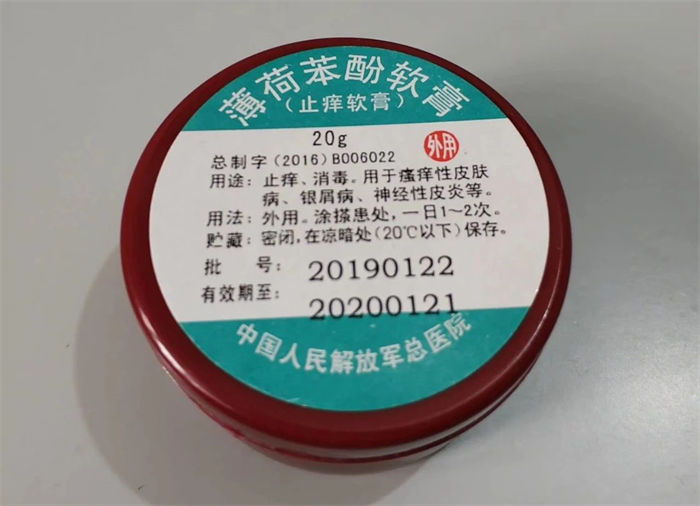 薄荷苯酚软膏
（止痒软膏）
20g
外用
总制字（2016）B006022
用途：止痒、消毒。用于瘙痒性皮肤
病、银屑病、神经性皮炎等。
用法：外用。涂搽患处，一日1～2次。
贮藏：密闭，在凉暗处（20℃以下）保存。
批 号：20190122
有效期至：20200121
中国人民解放军总医院